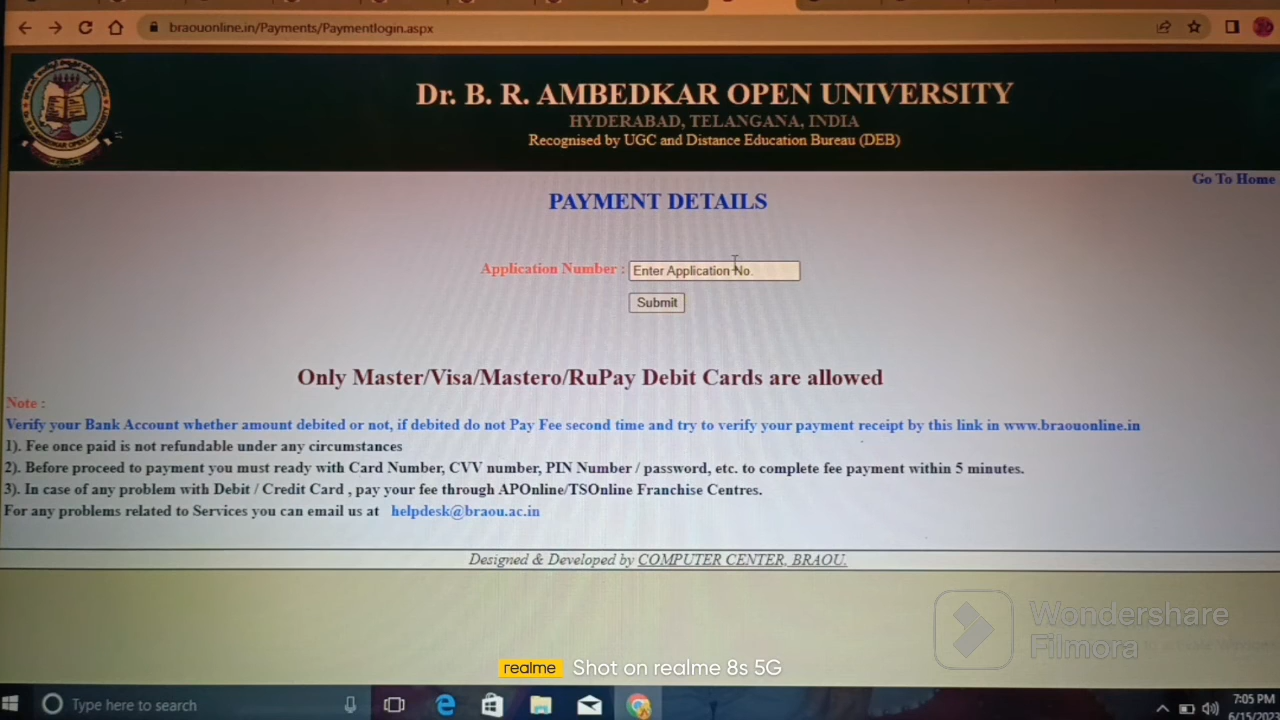 braouonline.in/Payments/Paymentlogin.aspx
Dr. B. R. AMBEDKAR OPEN UNIVERSITY
HYDERABAD, TELANGANA, INDIA
Recognised by UGC and Distance Education Bureau (DEB)
Go To Home
PAYMENT DETAILS
Application Number : Enter Application No.
Submit
Only Master/Visa/Mastero/RuPay Debit Cards are allowed
Note :
Verify your Bank Account whether amount debited or not, if debited do not Pay Fee second time and try to verify your payment receipt by this link in www.braouonline.in
1). Fee once paid is not refundable under any circumstances
2). Before proceed to payment you must ready with Card Number, CVV number, PIN Number / password, etc. to complete fee payment within 5 minutes.
3). In case of any problem with Debit / Credit Card , pay your fee through APOnline/TSOnline Franchise Centres.
For any problems related to Services you can email us at helpdesk@braou.ac.in
Designed & Developed by COMPUTER CENTER, BRAOU.
Wondershare
Filmora
realme Shot on realme 8s 5G
Type here to search
7:05 PM